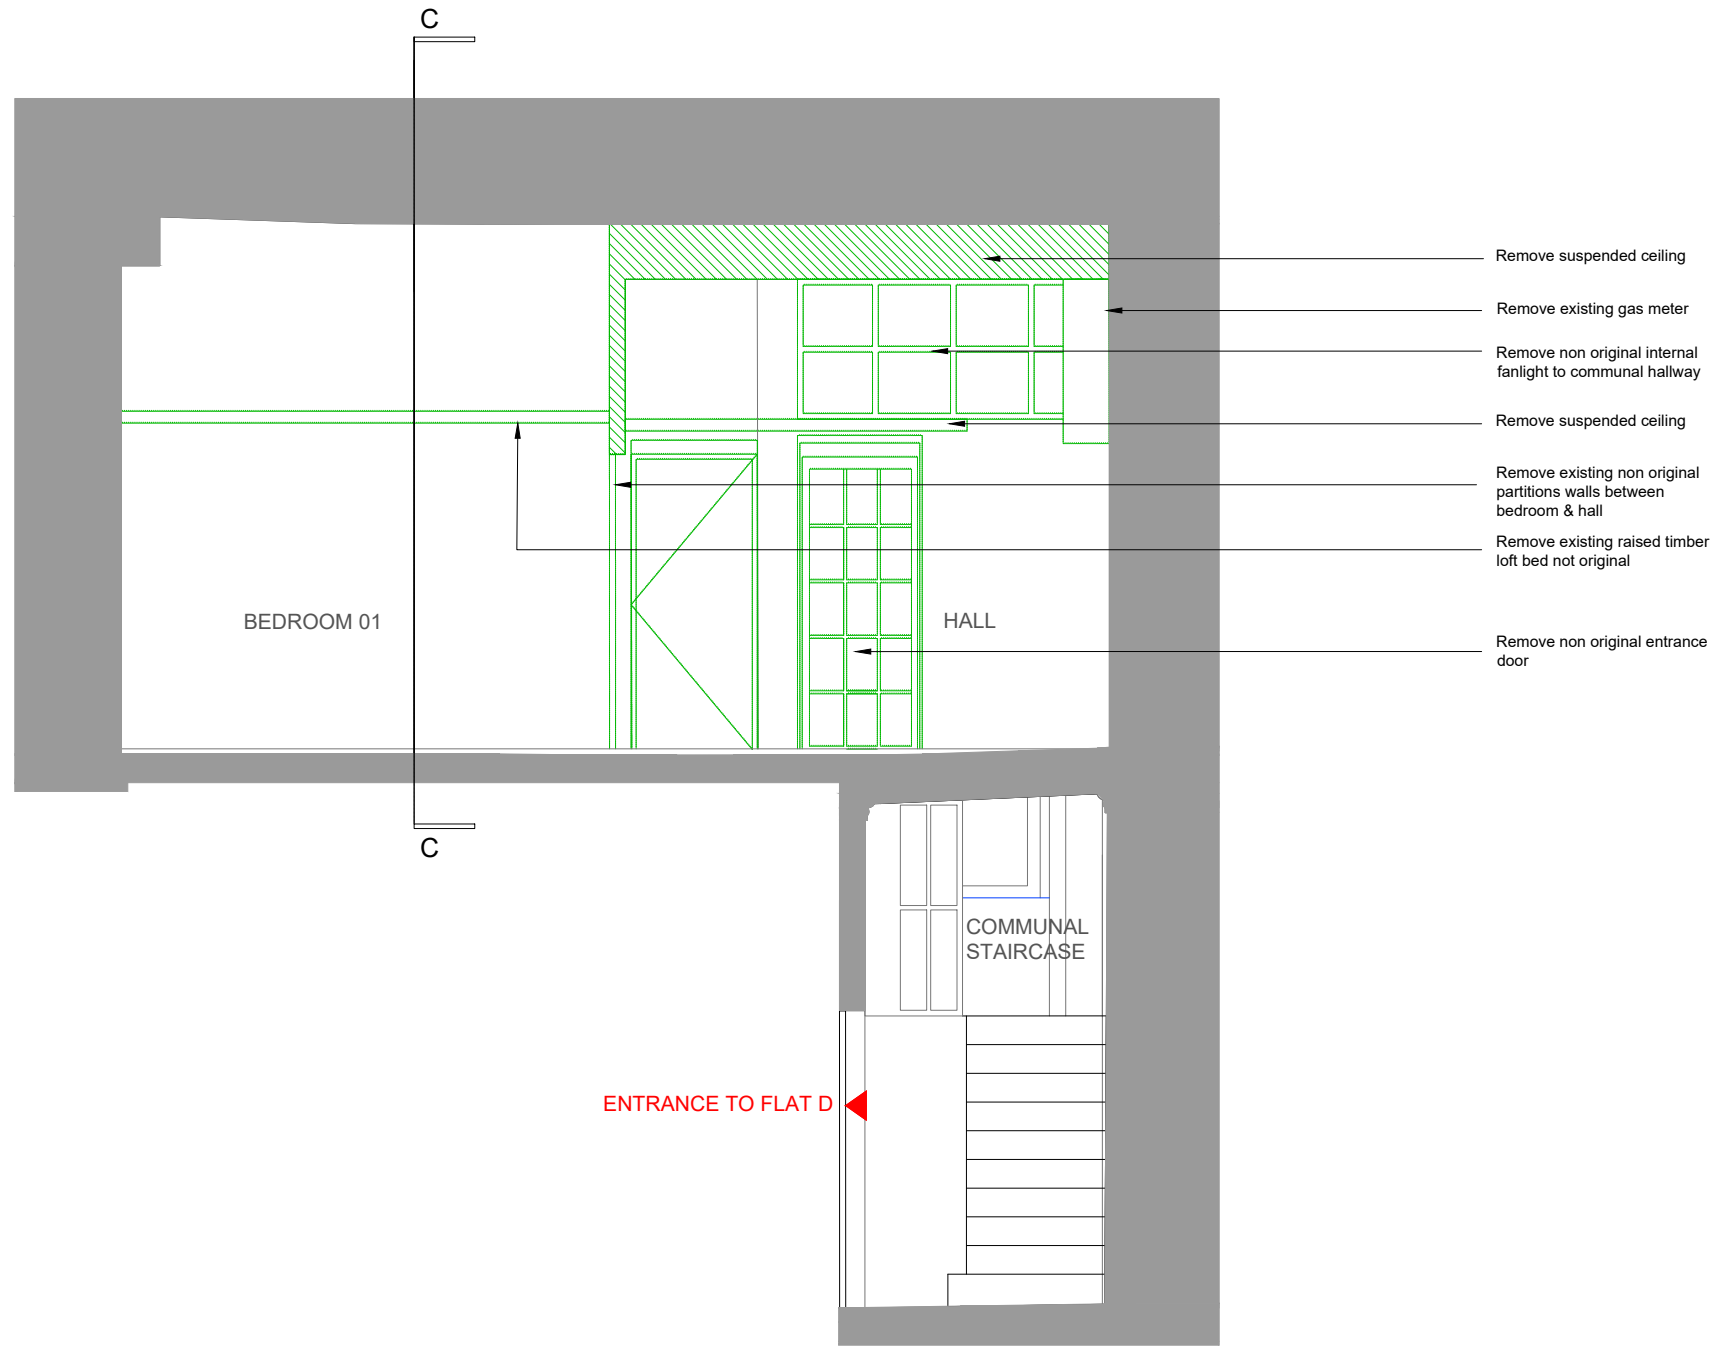 C
Remove suspended ceiling
Remove existing gas meter
Remove non original internal
fanlight to communal hallway
Remove suspended ceiling
Remove existing non original
partitions walls between
bedroom & hall
Remove existing raised timber
loft bed not original
BEDROOM 01
HALL
Remove non original entrance
door
C
COMMUNAL
STAIRCASE
ENTRANCE TO FLAT D